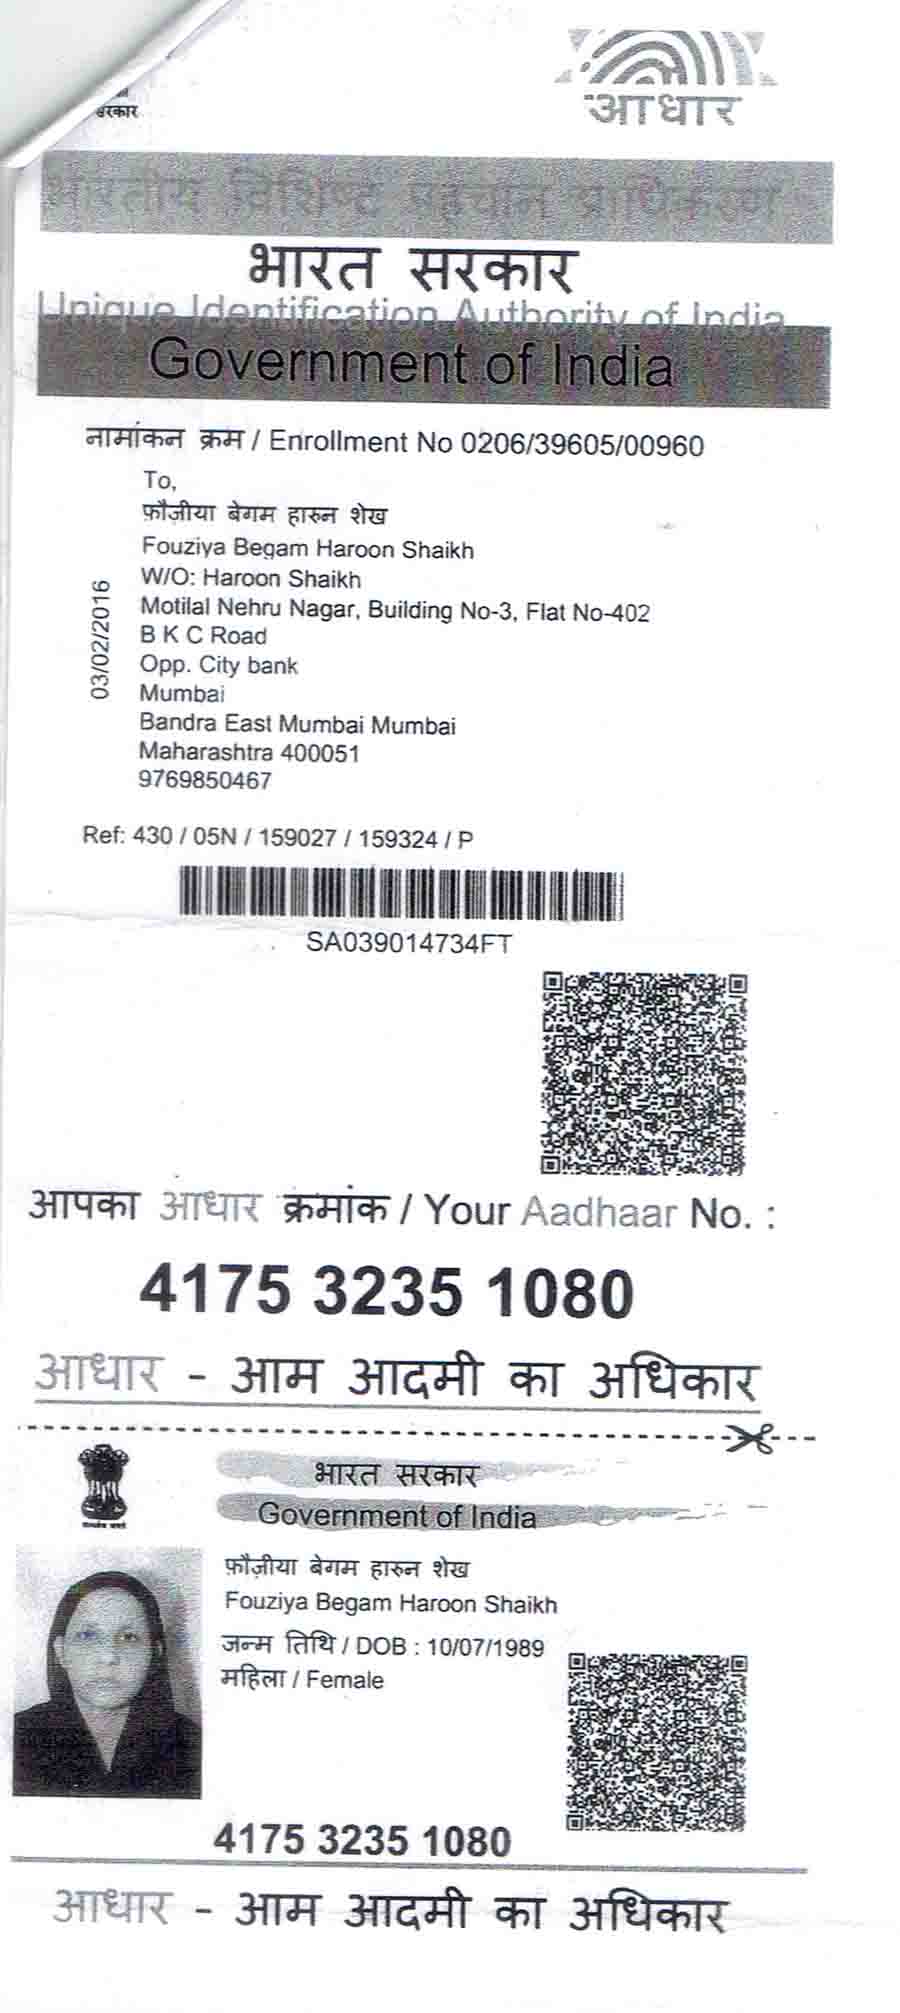 सरकार
आधार
भारतीय विशिष्ट पहचान प्राधिकरण
भारत सरकार
Unique Identification Authority of India
Government of India
नामांकन क्रम / Enrollment No 0206/39605/00960
To,
फ़ौज़ीया बेगम हारुन शेख
Fouziya Begam Haroon Shaikh
W/O: Haroon Shaikh
Motilal Nehru Nagar, Building No-3, Flat No-402
B K C Road
Opp. City bank
Mumbai
Bandra East Mumbai Mumbai
Maharashtra 400051
9769850467
03/02/2016
Ref: 430 / 05N / 159027 / 159324 / P
SA039014734FT
आपका आधार क्रमांक / Your Aadhaar No. :
4175 3235 1080
आधार - आम आदमी का अधिकार
भारत सरकार
Government of India
फ़ौज़ीया बेगम हारुन शेख
Fouziya Begam Haroon Shaikh
जन्म तिथि / DOB : 10/07/1989
महिला / Female
4175 3235 1080
आधार - आम आदमी का अधिकार